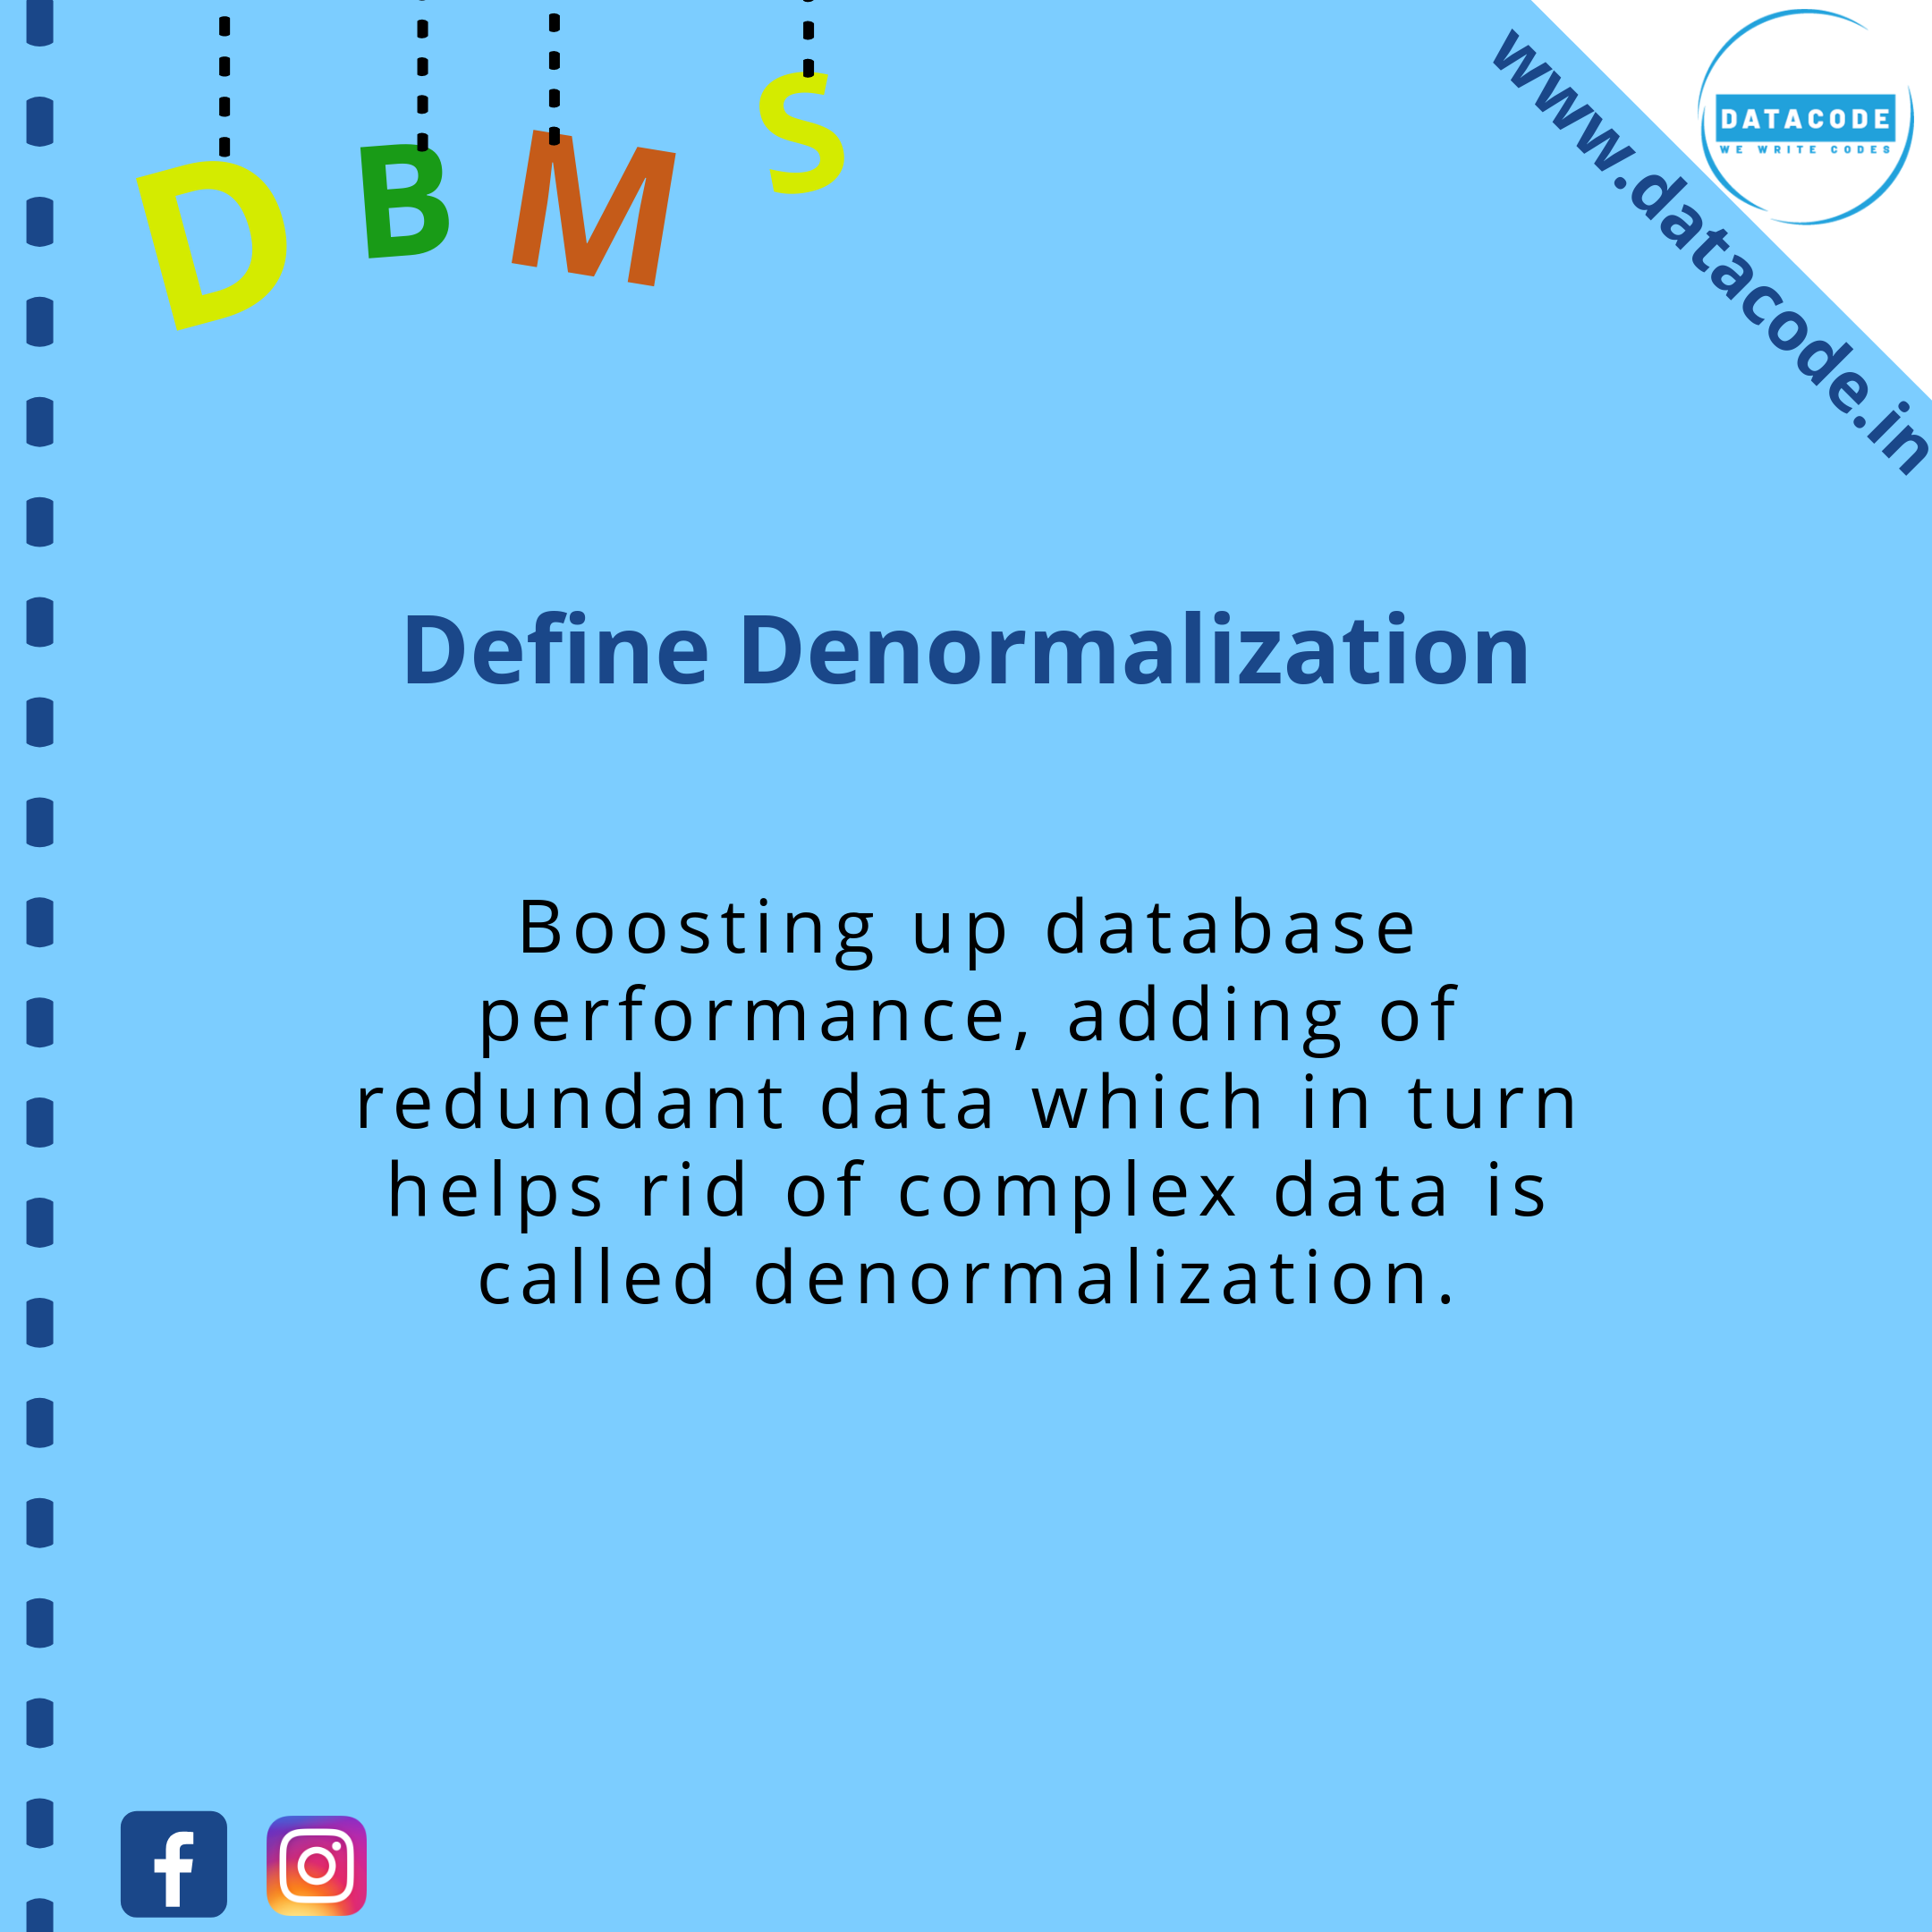 D B M S
DATACODE
WE WRITE CODES
www.datacode.in
Define Denormalization
Boosting up database
performance, adding of
redundant data which in turn
helps rid of complex data is
called denormalization.